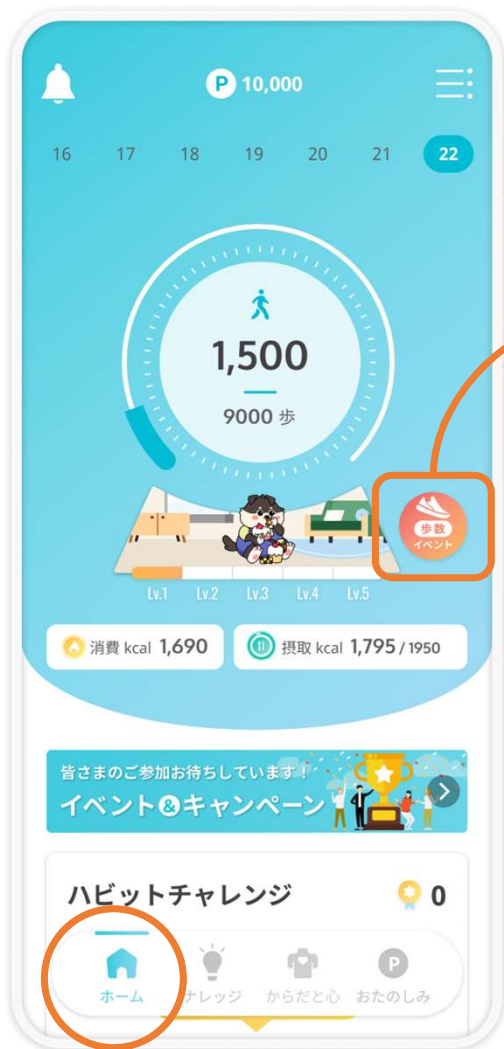 P 10,000
16 17 18 19 20 21 22
1,500
9000 歩
歩数
イベント
Lv.1 Lv.2 Lv.3 Lv.4 Lv.5
消費 kcal 1,690
摂取 kcal 1,795 / 1950
皆さまのご参加お待ちしています!
イベント&キャンペーン
ハビットチャレンジ 0
ホーム ナレッジ からだと心 おたのしみ
P